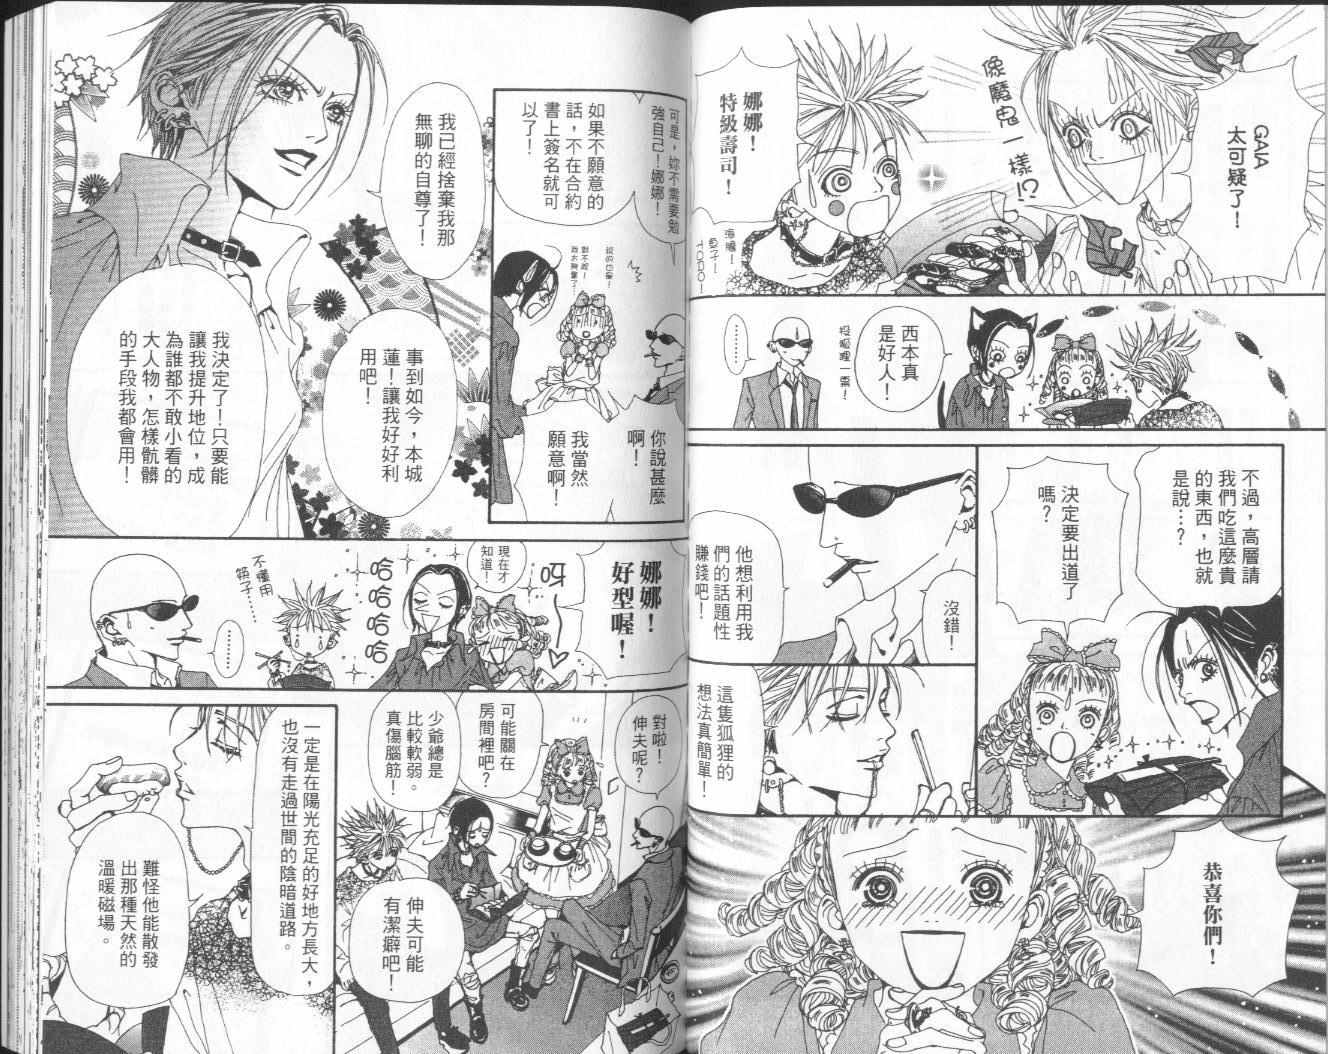 GAIA
太可疑了！
像魔鬼一樣!?
娜娜！
特級壽司！
海膽！
TORO—
西本真
是好人！
投狐狸一票！
………
不過，高層請
我們吃這麼貴
的東西，也就
是說…？
決定要出道了
嗎？
沒錯！
他想利用我
們的話題性
賺錢吧！
這隻狐狸的
想法真簡單！
恭喜你們！
可是，妳不需要勉
強自己！娜娜！
如果不願意的
話，不在合約
書上簽名就可
以了！
你說甚麼
啊！
我當然
願意啊！
我已經捨棄我那
無聊的自尊了！
事到如今，本城
蓮！讓我好好利
用吧！
我決定了！只要能
讓我提升地位，成
為誰都不敢小看的
大人物，怎樣骯髒
的手段我都會用！
娜娜！
好型喔！
現在才
知道！
哈哈哈哈
不懂用
筷子……
………
對啦！
伸夫呢？
可能關在
房間裡吧？
少爺總是
比較軟弱。
真傷腦筋！
伸夫可能
有潔癖吧！
一定是在陽光充足的好地方長大，
也沒有走過世間的陰暗道路。
難怪他能散發
出那種天然的
溫暖磁場。